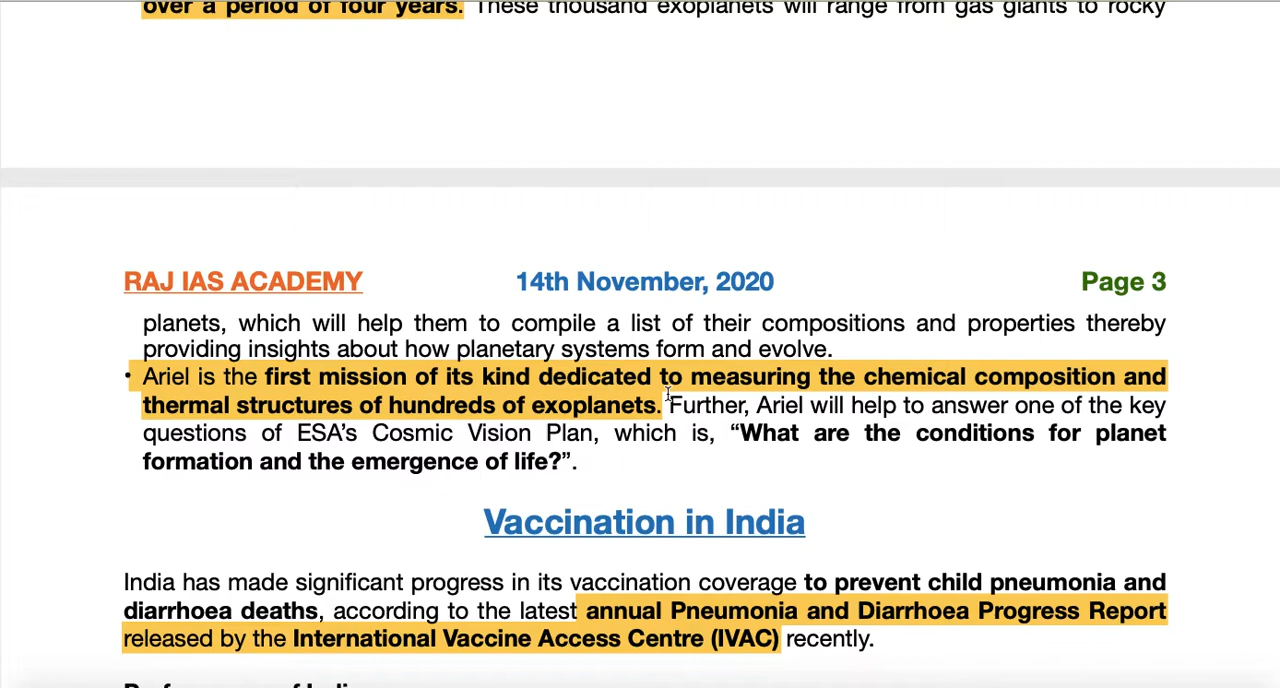 over a period of four years. These thousand exoplanets will range from gas giants to rocky
RAJ IAS ACADEMY 14th November, 2020 Page 3
planets, which will help them to compile a list of their compositions and properties thereby
providing insights about how planetary systems form and evolve.
• Ariel is the first mission of its kind dedicated to measuring the chemical composition and
thermal structures of hundreds of exoplanets. Further, Ariel will help to answer one of the key
questions of ESA’s Cosmic Vision Plan, which is, “What are the conditions for planet
formation and the emergence of life?”.
Vaccination in India
India has made significant progress in its vaccination coverage to prevent child pneumonia and
diarrhoea deaths, according to the latest annual Pneumonia and Diarrhoea Progress Report
released by the International Vaccine Access Centre (IVAC) recently.